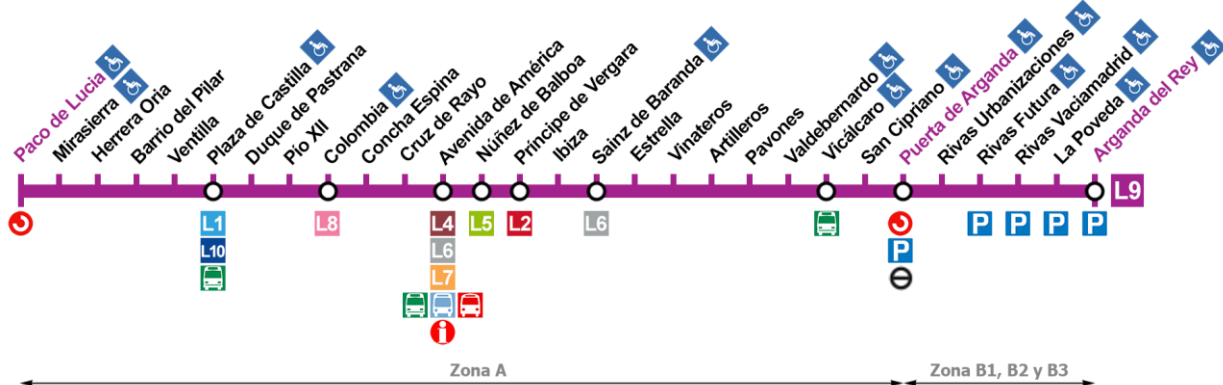 Paco de Lucia
Mirasierra
Herrera Oria
Barrio del Pilar
Ventilla
Plaza de Castilla
Duque de Pastrana
Pío XII
Colombia
Concha Espina
Cruz de Rayo
Avenida de América
Núñez de Balboa
Príncipe de Vergara
Ibiza
Sainz de Baranda
Estrella
Vinateros
Artilleros
Pavones
Valdebernardo
Vicálcaro
San Cipriano
Puerta de Arganda
Rivas Urbanizaciones
Rivas Futura
Rivas Vaciamadrid
La Poveda
Arganda del Rey
L9
L1
L8
L4
L5
L2
L6
P
P
P
P
L10
L6
P
L7
i
Zona A
Zona B1, B2 y B3